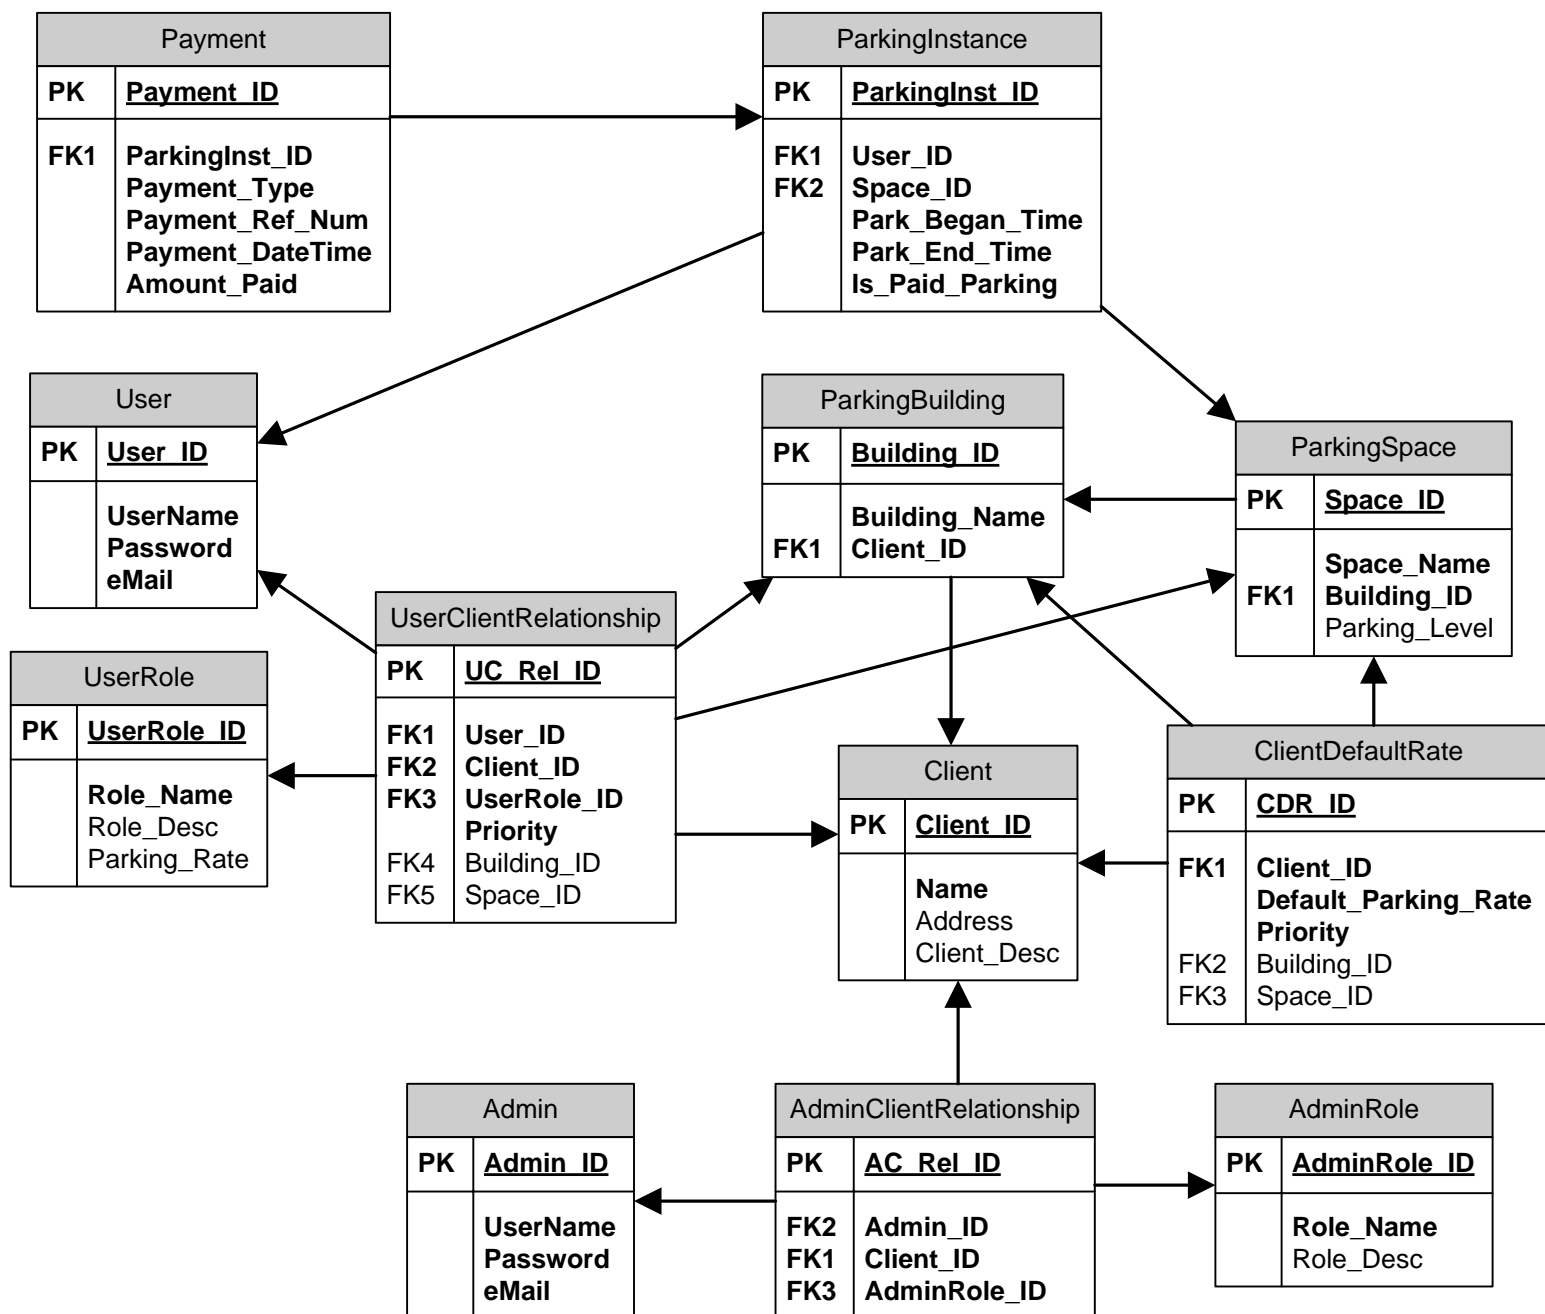 Payment
PK Payment_ID
FK1 ParkingInst_ID
Payment_Type
Payment_Ref_Num
Payment_DateTime
Amount_Paid
ParkingInstance
PK ParkingInst_ID
FK1 User_ID
FK2 Space_ID
Park_Began_Time
Park_End_Time
Is_Paid_Parking
User
PK User_ID
UserName
Password
eMail
ParkingBuilding
PK Building_ID
Building_Name
FK1 Client_ID
ParkingSpace
PK Space_ID
Space_Name
FK1 Building_ID
Parking_Level
UserClientRelationship
PK UC_Rel_ID
FK1 User_ID
FK2 Client_ID
FK3 UserRole_ID
Priority
FK4 Building_ID
FK5 Space_ID
UserRole
PK UserRole_ID
Role_Name
Role_Desc
Parking_Rate
Client
PK Client_ID
Name
Address
Client_Desc
ClientDefaultRate
PK CDR_ID
FK1 Client_ID
Default_Parking_Rate
Priority
FK2 Building_ID
FK3 Space_ID
Admin
PK Admin_ID
UserName
Password
eMail
AdminClientRelationship
PK AC_Rel_ID
FK2 Admin_ID
FK1 Client_ID
FK3 AdminRole_ID
AdminRole
PK AdminRole_ID
Role_Name
Role_Desc